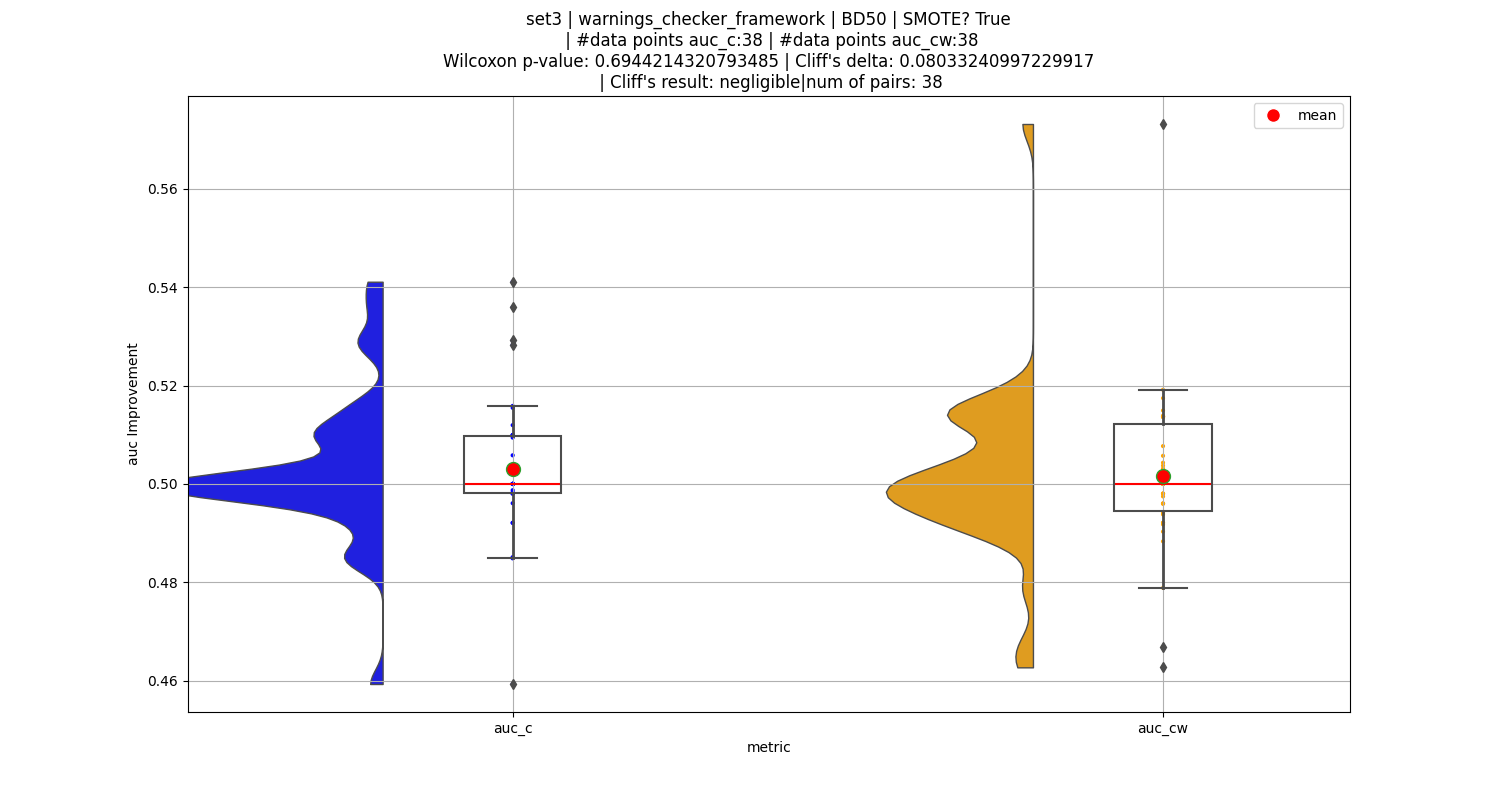 set3 | warnings_checker_framework | BD50 | SMOTE? True
| #data points auc_c:38 | #data points auc_cw:38
Wilcoxon p-value: 0.6944214320793485 | Cliff's delta: 0.08033240997229917
| Cliff's result: negligible|num of pairs: 38
mean
0.56
0.54
0.52
0.50
0.48
0.46
auc Improvement
auc_c
auc_cw
metric